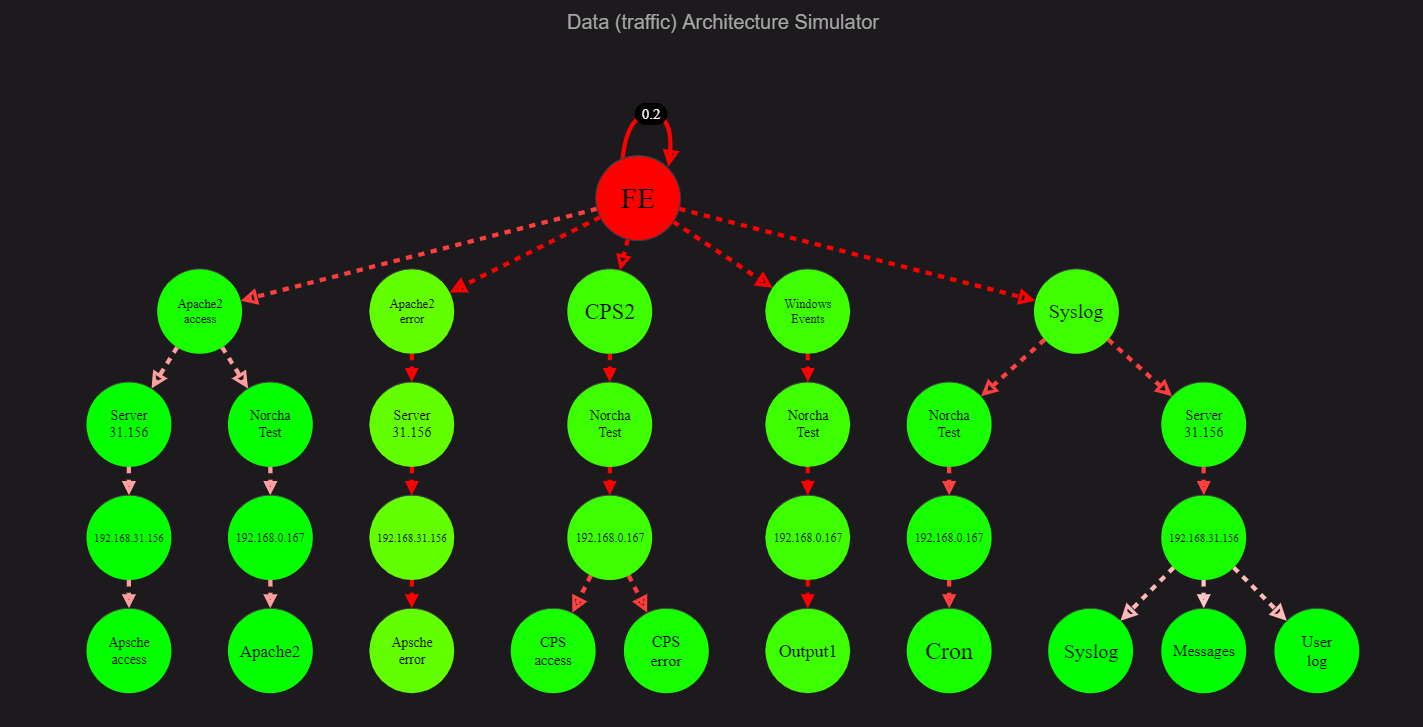 Data (traffic) Architecture Simulator
0.2
FE
Apache2
access
Apache2
error
CPS2
Windows
Events
Syslog
Server
31.156
Norcha
Test
Server
31.156
Norcha
Test
Norcha
Test
Norcha
Test
Server
31.156
192.168.31.156
192.168.0.167
192.168.31.156
192.168.0.167
192.168.0.167
192.168.0.167
192.168.31.156
Apsche
access
Apache2
Apsche
error
CPS
access
CPS
error
Output1
Cron
Syslog
Messages
User
log